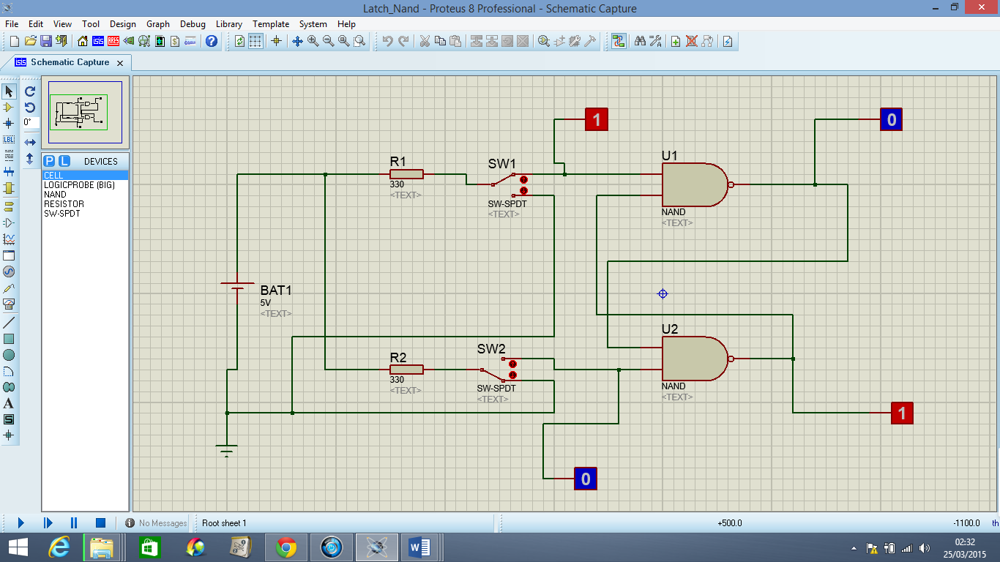 Latch_Nand - Proteus 8 Professional - Schematic Capture
File Edit View Tool Design Graph Debug Library Template System Help
Schematic Capture
0°
LBL
P L DEVICES
CELL
LOGICPROBE (BIG)
NAND
RESISTOR
SW-SPDT
A
S
1
0
R1
330
<TEXT>
SW1
SW-SPDT
<TEXT>
U1
NAND
<TEXT>
BAT1
5V
<TEXT>
R2
330
<TEXT>
SW2
SW-SPDT
<TEXT>
U2
NAND
<TEXT>
1
0
No Messages Root sheet 1 +500.0 -1100.0 th
W
02:32
25/03/2015